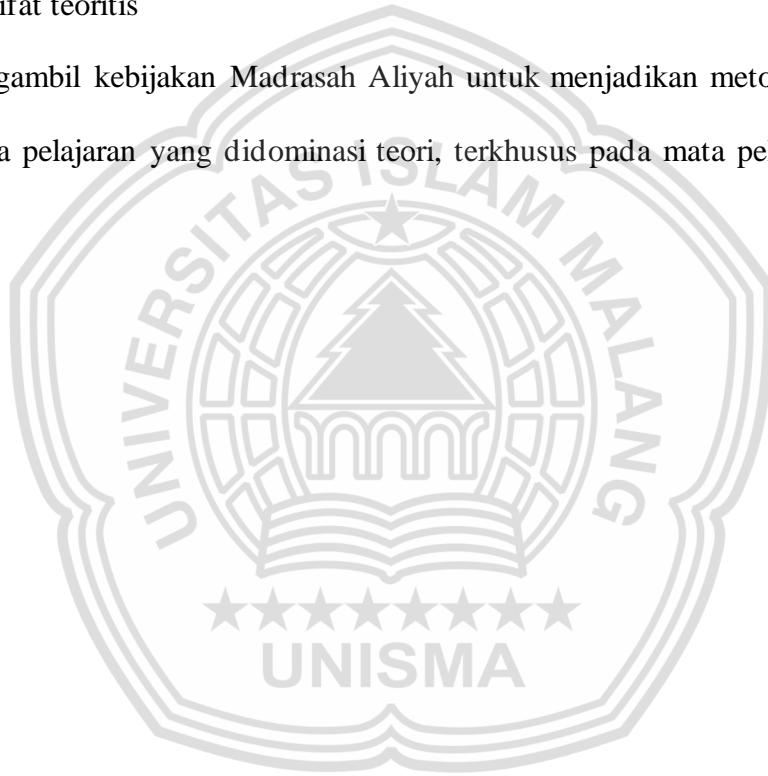 ifat teoritis
gambil kebijakan Madrasah Aliyah untuk menjadikan meto
a pelajaran yang didominasi teori, terkhusus pada mata pe
UNIVERSITAS ISLAM MALANG
UNISMA